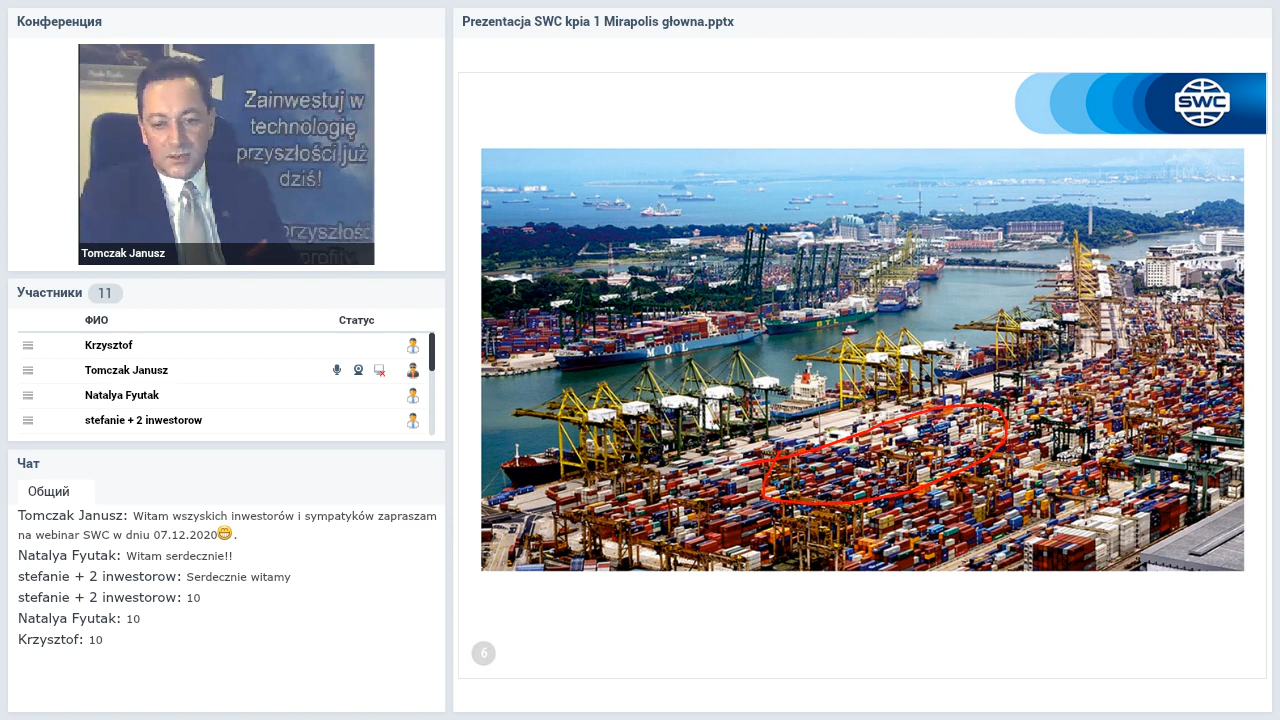 Конференция
Zainwestuj w
technologię
przyszłości już
dziś!
przyszłośc
profity
Tomczak Janusz
Участники 11
ФИО Статус
Krzysztof
Tomczak Janusz
Natalya Fyutak
stefanie + 2 inwestorow
Чат
Общий
Tomczak Janusz: Witam wszyskich inwestorów i sympatyków zapraszam
na webinar SWC w dniu 07.12.2020😁.
Natalya Fyutak: Witam serdecznie!!
stefanie + 2 inwestorow: Serdecznie witamy
stefanie + 2 inwestorow: 10
Natalya Fyutak: 10
Krzysztof: 10
Prezentacja SWC kpia 1 Mirapolis głowna.pptx
SWC
MOL
6